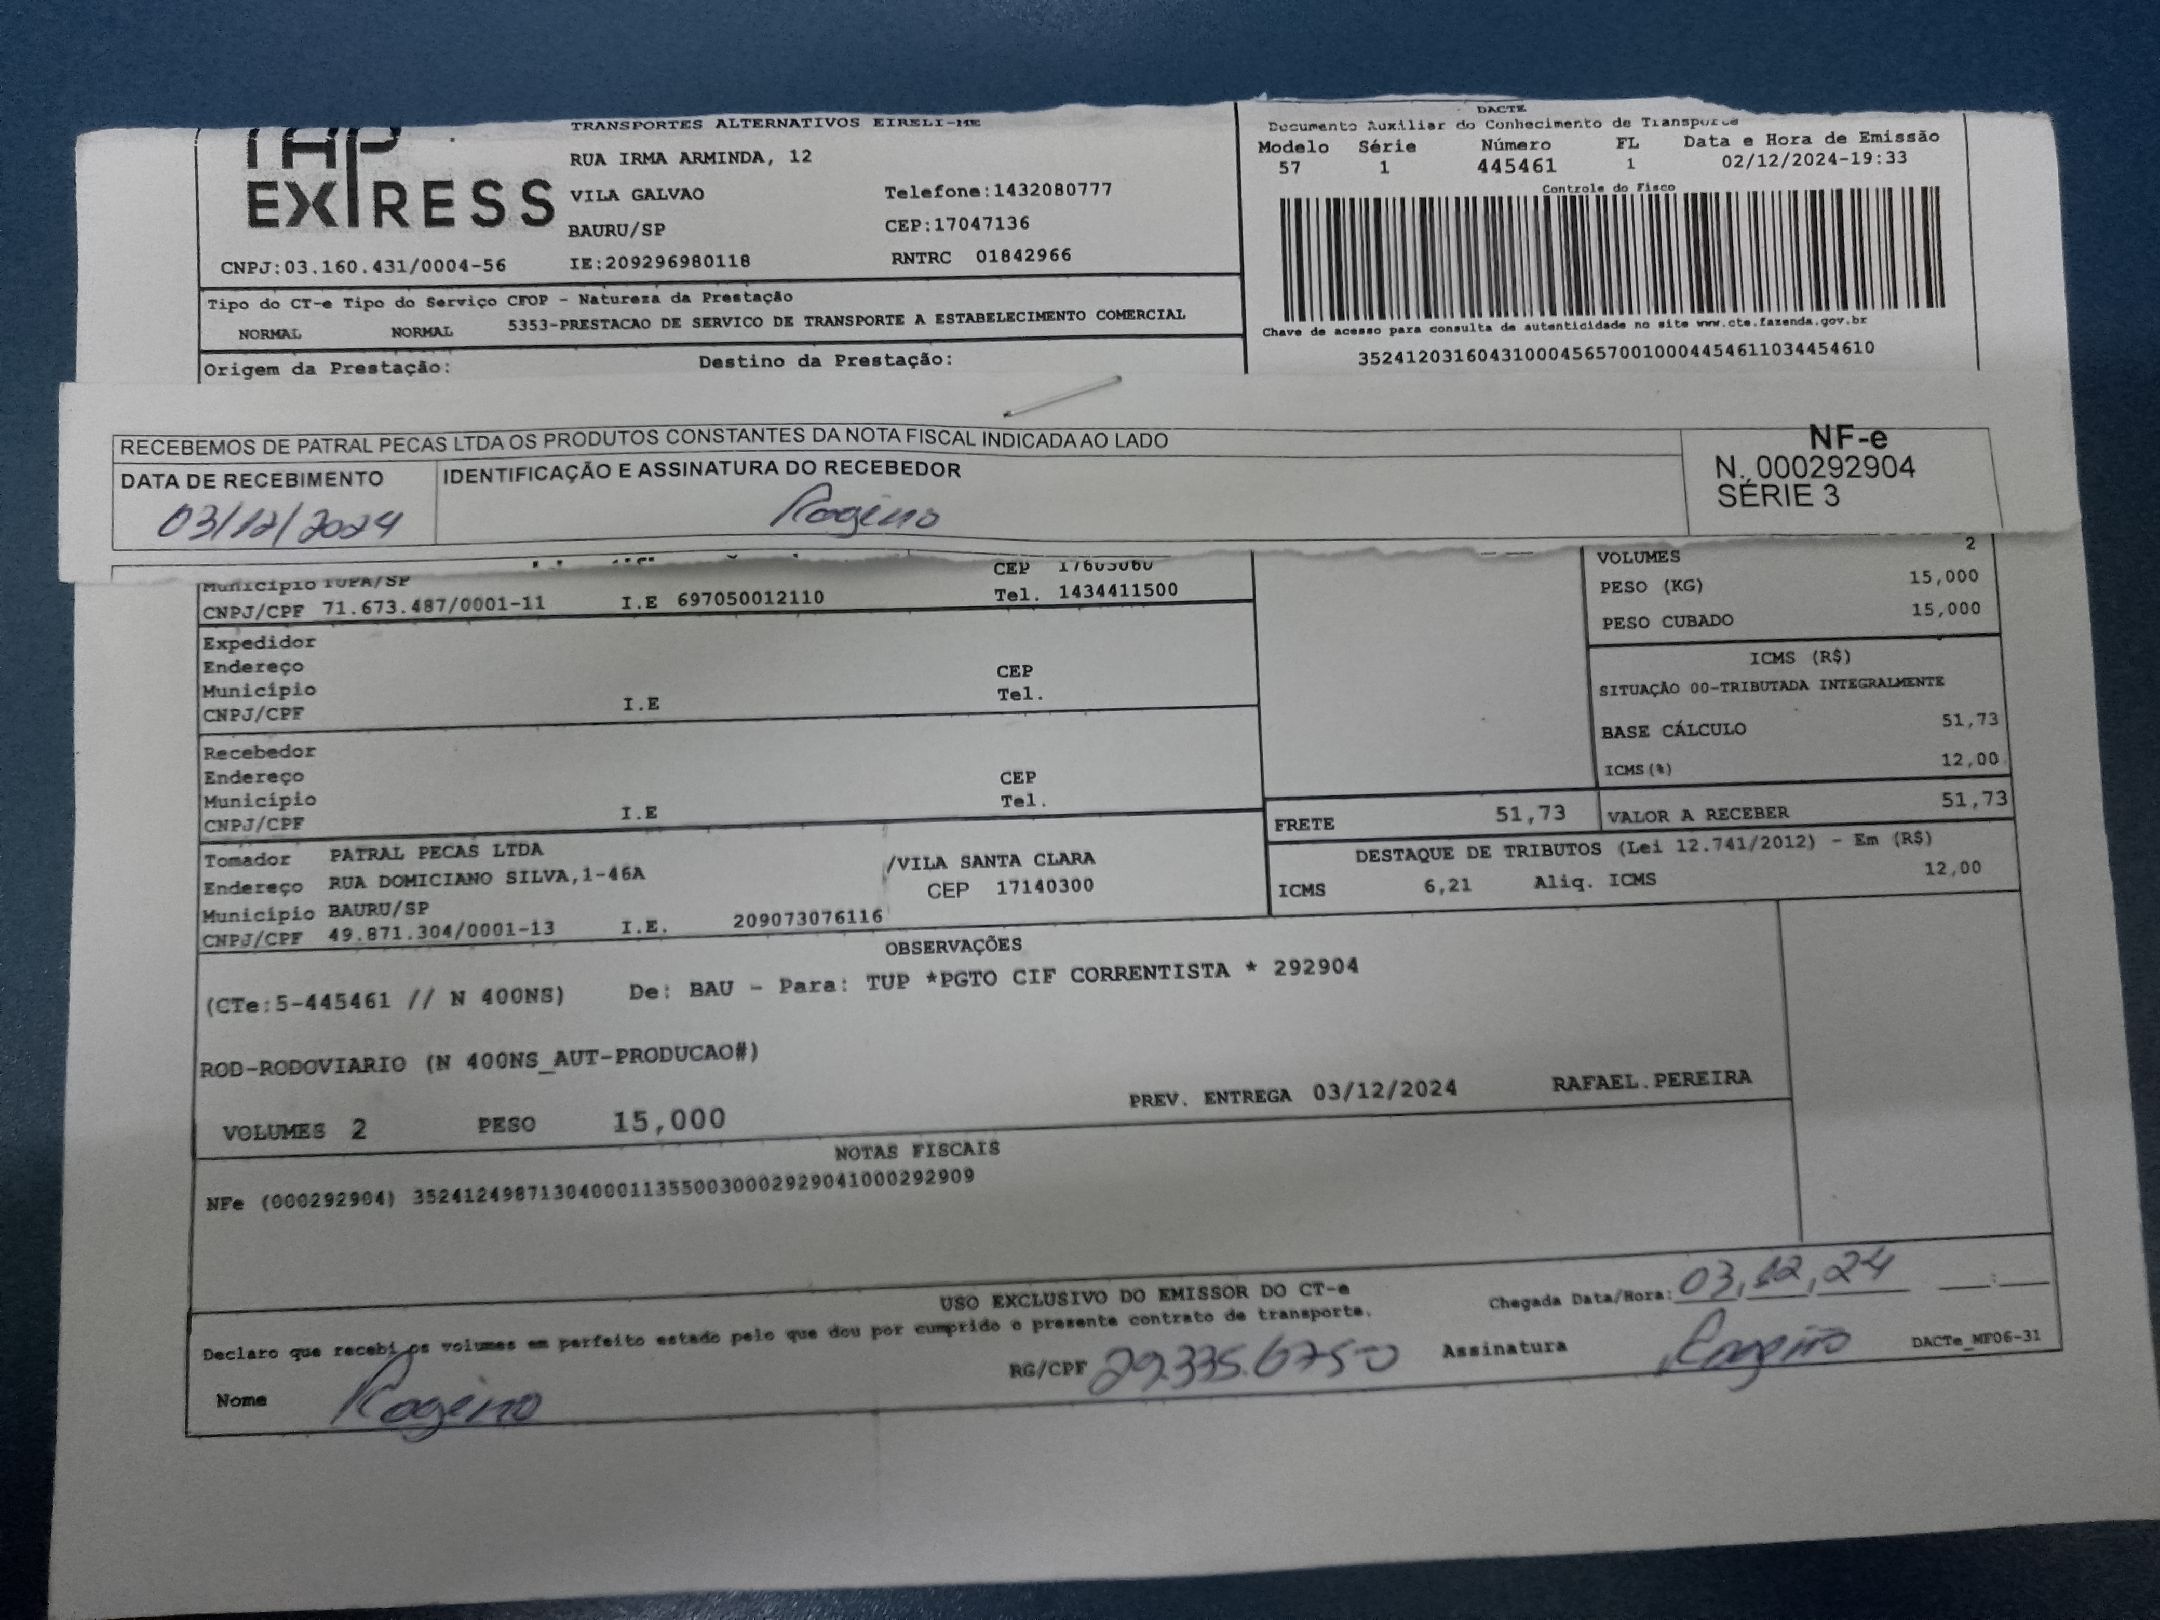 TAP
EXPRESS
TRANSPORTES ALTERNATIVOS EIRELI-ME
RUA IRMA ARMINDA, 12
VILA GALVAO Telefone:1432080777
BAURU/SP CEP:17047136
CNPJ:03.160.431/0004-56 IE:209296980118 RNTRC 01842966
DACTE
Documento Auxiliar do Conhecimento de Transporte
Modelo Série Número FL Data e Hora de Emissão
57 1 445461 1 02/12/2024-19:33
Controle do Fisco
Chave de acesso para consulta de autenticidade no site www.cte.fazenda.gov.br
35241203160431000456570010004454611034454610
Tipo do CT-e Tipo do Serviço CFOP - Natureza da Prestação
NORMAL NORMAL 5353-PRESTACAO DE SERVICO DE TRANSPORTE A ESTABELECIMENTO COMERCIAL
Origem da Prestação: Destino da Prestação:
RECEBEMOS DE PATRAL PECAS LTDA OS PRODUTOS CONSTANTES DA NOTA FISCAL INDICADA AO LADO
DATA DE RECEBIMENTO IDENTIFICAÇÃO E ASSINATURA DO RECEBEDOR
03/12/2024 Rogério
NF-e
N. 000292904
SÉRIE 3
Município TUPA/SP CEP 17605060
CNPJ/CPF 71.673.487/0001-11 I.E 697050012110 Tel. 1434411500
Expedidor
Endereço CEP
Município Tel.
CNPJ/CPF I.E
Recebedor
Endereço CEP
Município Tel.
CNPJ/CPF I.E
Tomador PATRAL PECAS LTDA
Endereço RUA DOMICIANO SILVA,1-46A /VILA SANTA CLARA
Município BAURU/SP CEP 17140300
CNPJ/CPF 49.871.304/0001-13 I.E. 209073076116
VOLUMES 2
PESO (KG) 15,000
PESO CUBADO 15,000
ICMS (R$)
SITUAÇÃO 00-TRIBUTADA INTEGRALMENTE
BASE CÁLCULO 51,73
ICMS(%) 12,00
FRETE 51,73 VALOR A RECEBER 51,73
DESTAQUE DE TRIBUTOS (Lei 12.741/2012) - Em (R$)
ICMS 6,21 Aliq. ICMS 12,00
OBSERVAÇÕES
(CTe:5-445461 // N 400NS) De: BAU - Para: TUP *PGTO CIF CORRENTISTA * 292904
ROD-RODOVIARIO (N 400NS_AUT-PRODUCAO#)
PREV. ENTREGA 03/12/2024 RAFAEL.PEREIRA
VOLUMES 2 PESO 15,000
NOTAS FISCAIS
NFe (000292904) 35241249871304000113550030002929041000292909
USO EXCLUSIVO DO EMISSOR DO CT-e
Declaro que recebi os volumes em perfeito estado pelo que dou por cumprido o presente contrato de transporte.
Chegada Data/Hora: 03,12,24 :
Nome Rogério RG/CPF 29.335.675-0 Assinatura Rogério DACTe_MF06-31